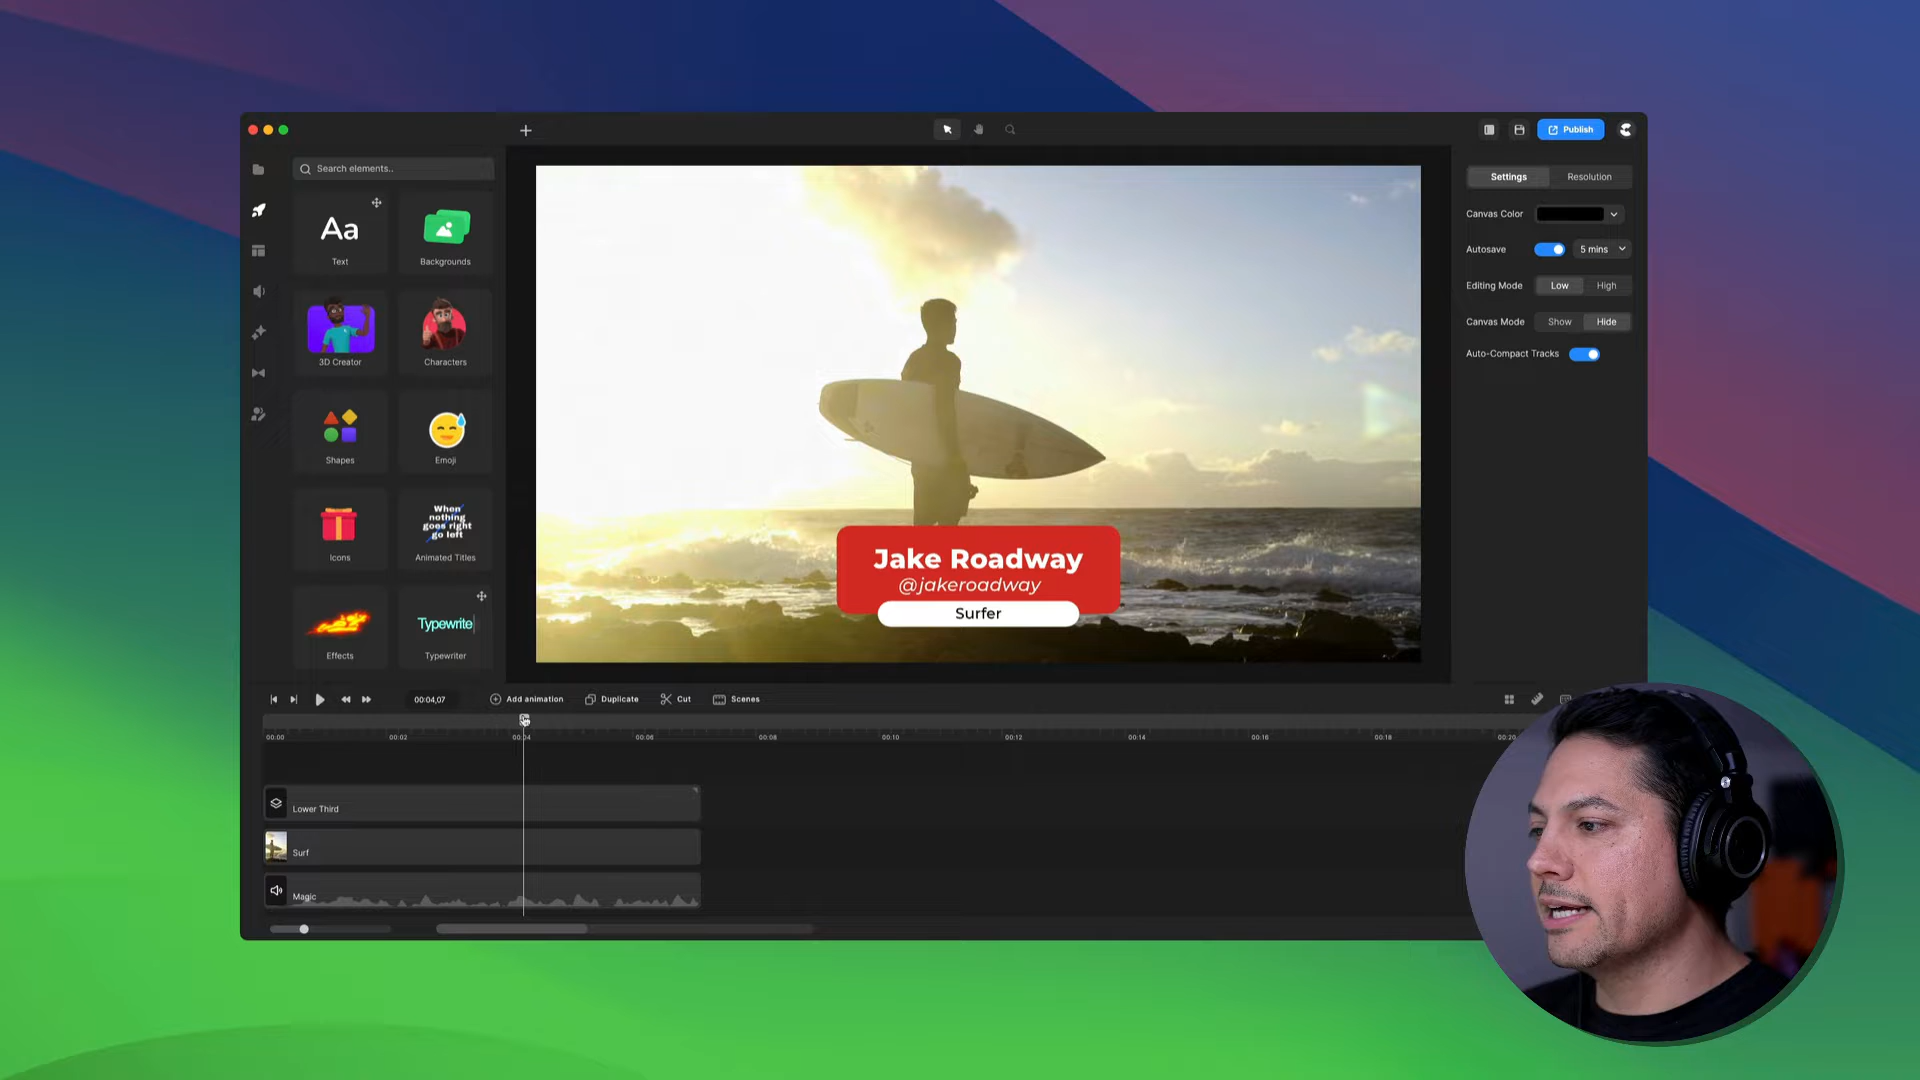 Publish
Search elements..
Settings
Resolution
Aa
Text
Backgrounds
Canvas Color
Autosave
5 mins
Editing Mode
Low
High
Canvas Mode
Show
Hide
Auto-Compact Tracks
3D Creator
Characters
Shapes
Emoji
When
nothing
goes right
go left
Icons
Animated Titles
Typewrite
Effects
Typewriter
Jake Roadway
@jakeroadway
Surfer
00:04,07
Add animation
Duplicate
Cut
Scenes
00:00
00:02
00:04
00:06
00:08
00:10
00:12
00:14
00:16
00:18
00:20
Lower Third
Surf
Magic